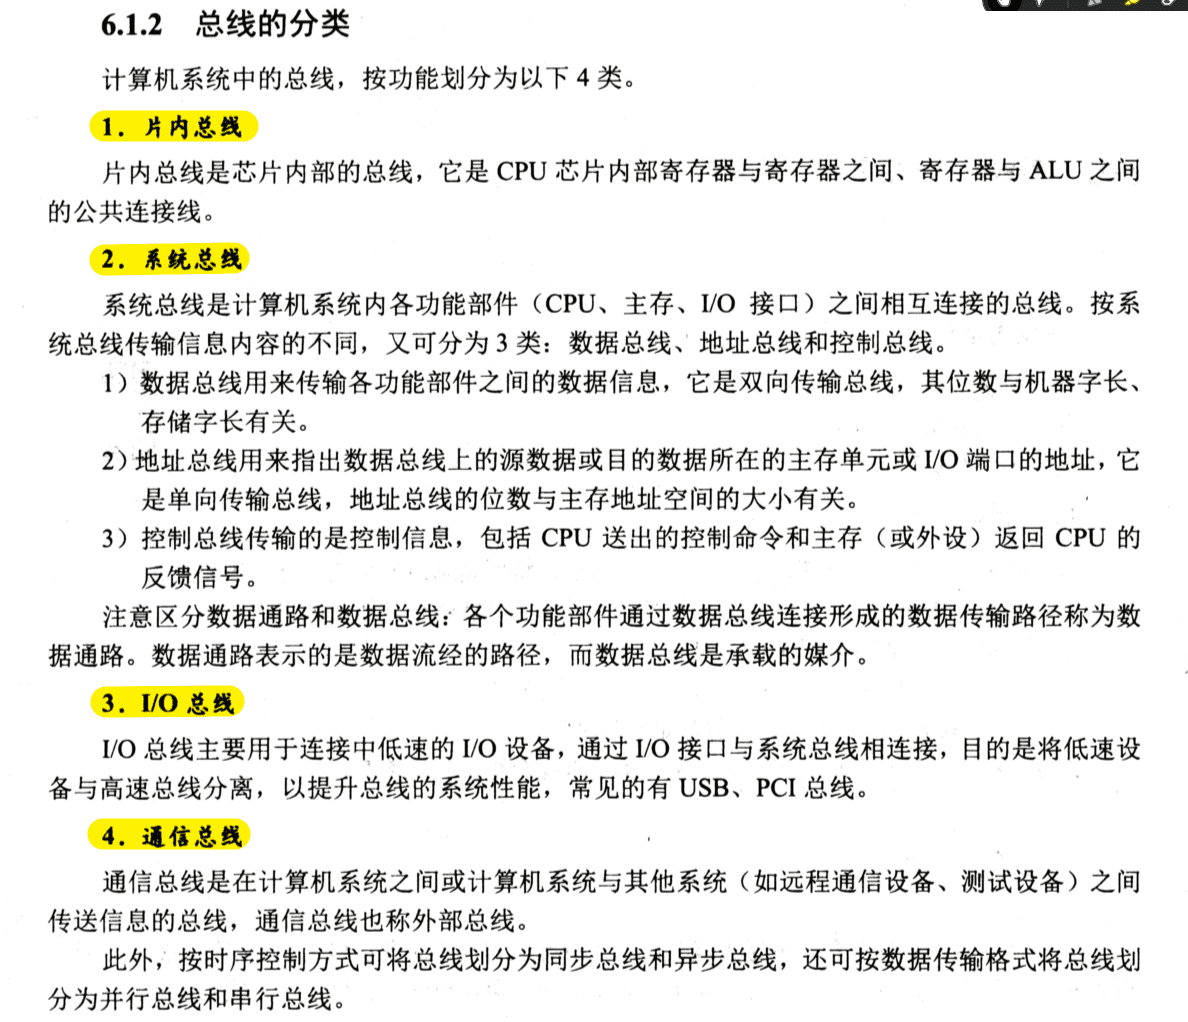 6.1.2 总线的分类
计算机系统中的总线，按功能划分为以下 4 类。
1．片内总线
片内总线是芯片内部的总线，它是 CPU 芯片内部寄存器与寄存器之间、寄存器与 ALU 之间
的公共连接线。
2．系统总线
系统总线是计算机系统内各功能部件（CPU、主存、I/O 接口）之间相互连接的总线。按系
统总线传输信息内容的不同，又可分为 3 类：数据总线、地址总线和控制总线。
1）数据总线用来传输各功能部件之间的数据信息，它是双向传输总线，其位数与机器字长、
存储字长有关。
2）地址总线用来指出数据总线上的源数据或目的数据所在的主存单元或 I/O 端口的地址，它
是单向传输总线，地址总线的位数与主存地址空间的大小有关。
3）控制总线传输的是控制信息，包括 CPU 送出的控制命令和主存（或外设）返回 CPU 的
反馈信号。
注意区分数据通路和数据总线：各个功能部件通过数据总线连接形成的数据传输路径称为数
据通路。数据通路表示的是数据流经的路径，而数据总线是承载的媒介。
3．I/O 总线
I/O 总线主要用于连接中低速的 I/O 设备，通过 I/O 接口与系统总线相连接，目的是将低速设
备与高速总线分离，以提升总线的系统性能，常见的有 USB、PCI 总线。
4．通信总线
通信总线是在计算机系统之间或计算机系统与其他系统（如远程通信设备、测试设备）之间
传送信息的总线，通信总线也称外部总线。
此外，按时序控制方式可将总线划分为同步总线和异步总线，还可按数据传输格式将总线划
分为并行总线和串行总线。